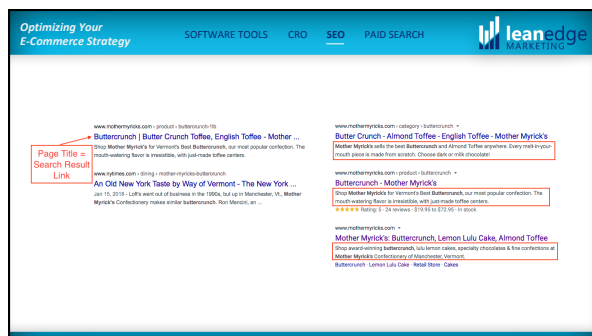 Optimizing Your
E-Commerce Strategy
SOFTWARE TOOLS CRO SEO PAID SEARCH
leanedge
MARKETING
Page Title =
Search Result
Link
www.mothermyricks.com › product › buttercrunch-1lb
Buttercrunch | Butter Crunch Toffee, English Toffee - Mother ...
Shop Mother Myrick's for Vermont's Best Buttercrunch, our most popular confection. The
mouth-watering flavor is irresistible, with just-made toffee centers.
www.nytimes.com › dining › mother-myricks-buttercrunch
An Old New York Taste by Way of Vermont - The New York ...
Jan 15, 2018 - Loft's went out of business in the 1990s, but up in Manchester, Vt., Mother
Myrick's Confectionery makes similar buttercrunch. Ron Mancini, an ...
www.mothermyricks.com › category › buttercrunch
Butter Crunch - Almond Toffee - English Toffee - Mother Myrick's
Mother Myrick's sells the best Buttercrunch and Almond Toffee anywhere. Every melt-in-your-
mouth piece is made from scratch. Choose dark or milk chocolate!
www.mothermyricks.com › product › buttercrunch
Buttercrunch - Mother Myrick's
Shop Mother Myrick's for Vermont's Best Buttercrunch, our most popular confection. The
mouth-watering flavor is irresistible, with just-made toffee centers.
★★★★★ Rating: 5 - 24 reviews - $19.95 to $72.95 - In stock
www.mothermyricks.com
Mother Myrick's: Buttercrunch, Lemon Lulu Cake, Almond Toffee
Shop award-winning buttercrunch, lulu lemon cakes, specialty chocolates & fine confections at
Mother Myrick's Confectionery of Manchester, Vermont.
Buttercrunch · Lemon Lulu Cake · Retail Store · Cakes